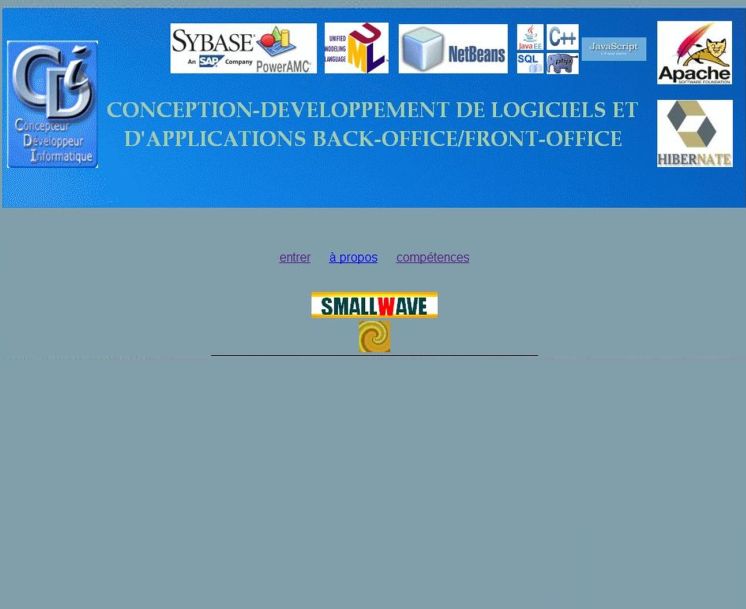 CDi
Concepteur
Développeur
Informatique
SYBASE
An SAP Company PowerAMC
UNIFIED
MODELING
LANGUAGE
UML
NetBeans
Java EE
C++
SQL
php
JavaScript
Apache
SOFTWARE FOUNDATION
HIBERNATE
CONCEPTION-DEVELOPPEMENT DE LOGICIELS ET
D'APPLICATIONS BACK-OFFICE/FRONT-OFFICE
entrer à propos compétences
SMALLWAVE